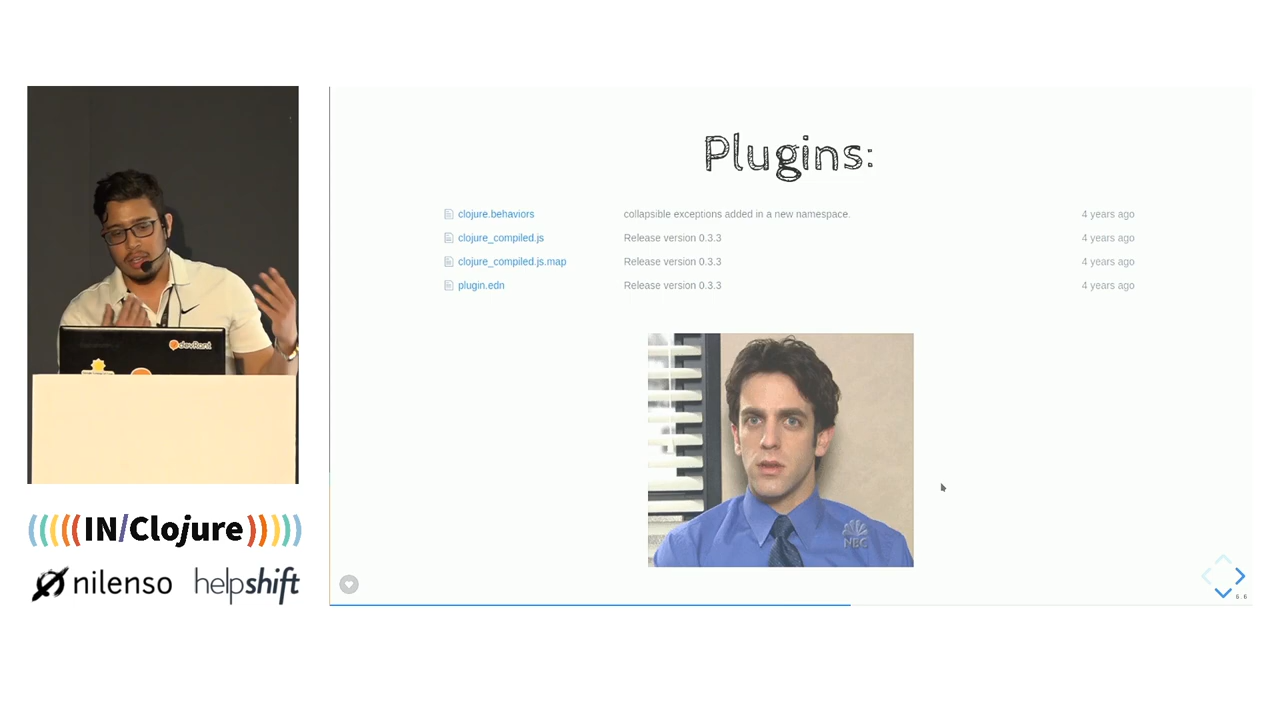 Plugins:
clojure.behaviors collapsible exceptions added in a new namespace. 4 years ago
clojure_compiled.js Release version 0.3.3 4 years ago
clojure_compiled.js.map Release version 0.3.3 4 years ago
plugin.edn Release version 0.3.3 4 years ago
devRant
NBC
(((((IN/Clojure)))))
nilenso helpshift
6.6